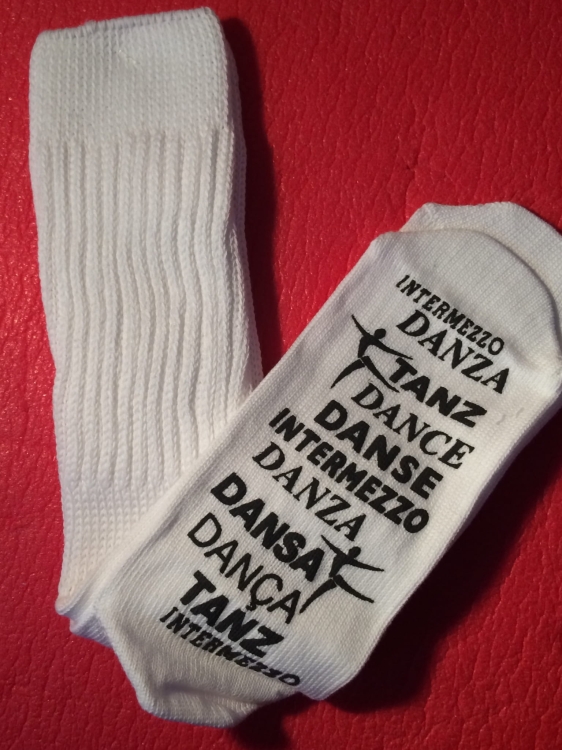 INTERMEZZO
DANZA
TANZ
DANCE
DANSE
INTERMEZZO
DANZA
DANSA
DANÇA
TANZ
INTERMEZZO